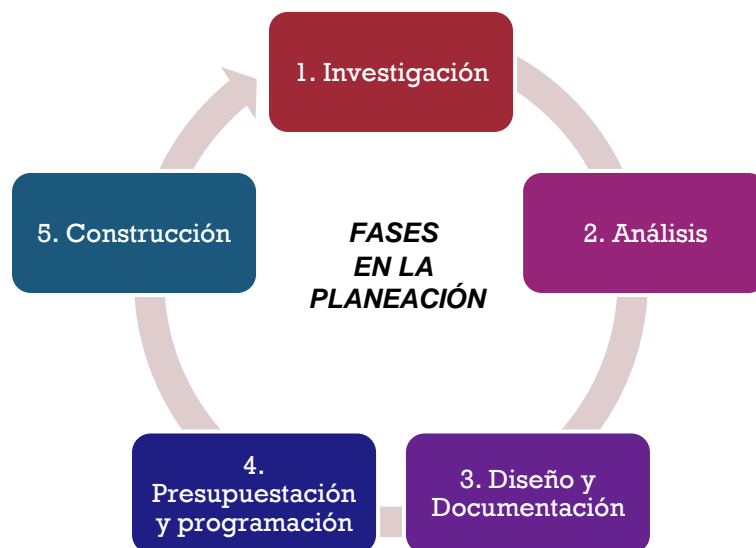 1. Investigación
2. Análisis
3. Diseño y
Documentación
4.
Presupuestación
y programación
5. Construcción
FASES
EN LA
PLANEACIÓN